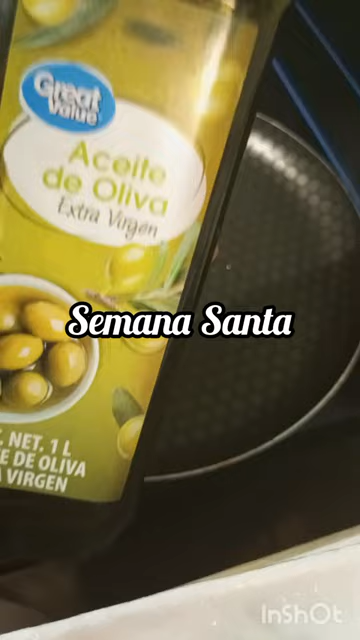 Great
Value
Aceite
de Oliva
Extra Virgen
Semana Santa
. NET. 1 L
E DE OLIVA
VIRGEN
InShOt